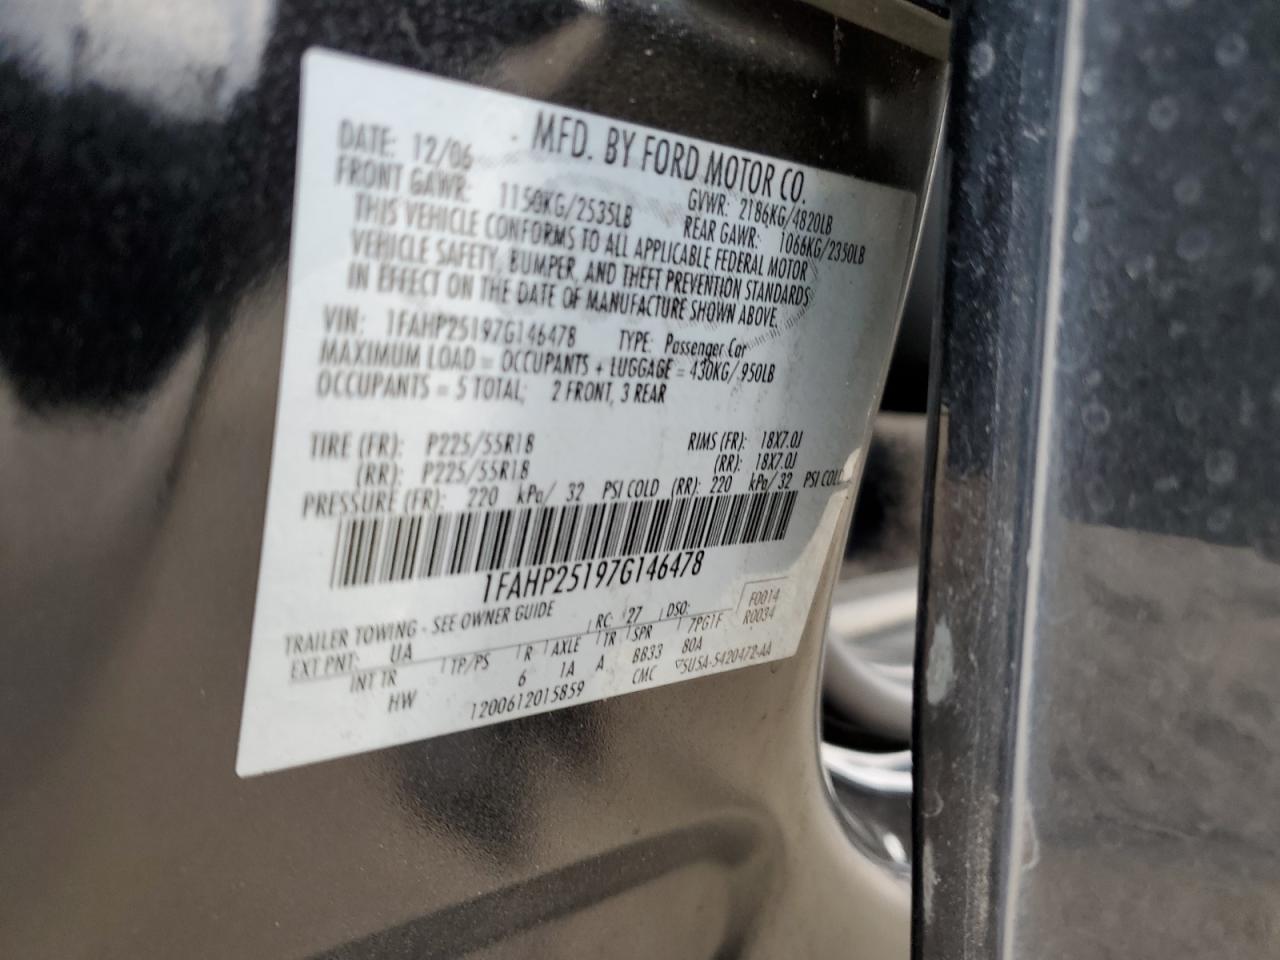 MFD. BY FORD MOTOR CO.
DATE: 12/06 GVWR: 2186KG/4820LB
FRONT GAWR: 1150KG/2535LB REAR GAWR: 1066KG/2350LB
THIS VEHICLE CONFORMS TO ALL APPLICABLE FEDERAL MOTOR
VEHICLE SAFETY, BUMPER, AND THEFT PREVENTION STANDARDS
IN EFFECT ON THE DATE OF MANUFACTURE SHOWN ABOVE
VIN: 1FAHP25197G146478 TYPE: Passenger Car
MAXIMUM LOAD = OCCUPANTS + LUGGAGE = 430KG/950LB
OCCUPANTS = 5 TOTAL; 2 FRONT, 3 REAR
TIRE (FR): P225/55R18 RIMS (FR): 18X7.0J
(RR): P225/55R18 (RR): 18X7.0J
PRESSURE (FR): 220 kPa/ 32 PSI COLD (RR): 220 kPa/ 32 PSI COLD
1FAHP25197G146478
TRAILER TOWING - SEE OWNER GUIDE F0014
EXT PNT: UA RC: 27 DSO: R0034
INT TR TP/PS R AXLE TR SPR 7PG1F
HW 6 1A A BB33 80A
1200612015859 CMC 5U5A-5420472-AA